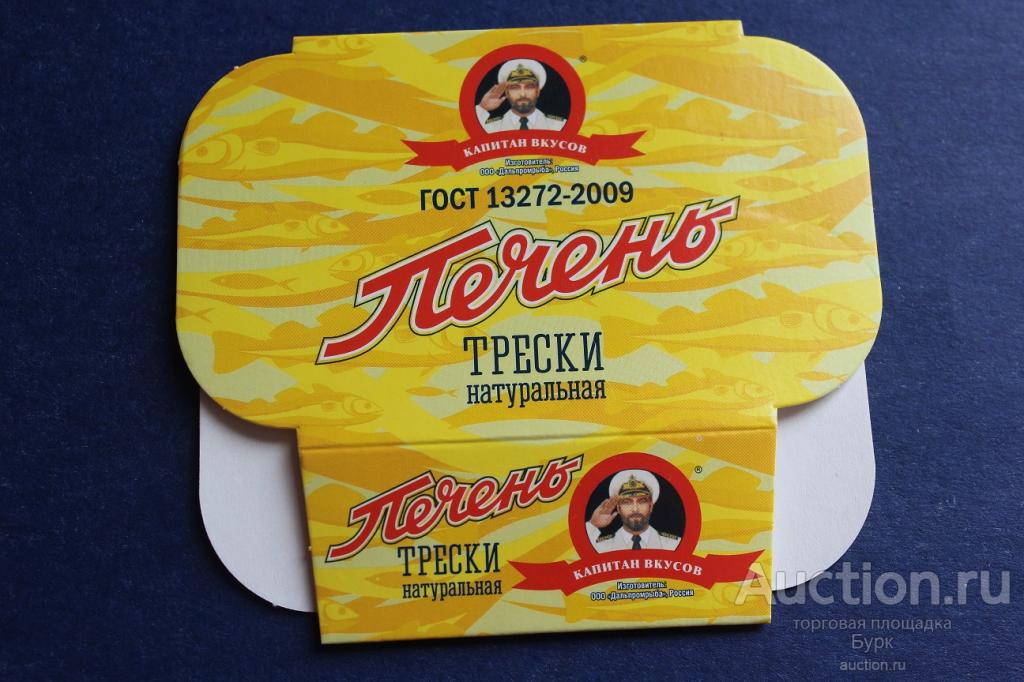 ®
КАПИТАН ВКУСОВ
Изготовитель:
ООО «Дальпромрыба», Россия
ГОСТ 13272-2009
Печень
ТРЕСКИ
натуральная
Печень
ТРЕСКИ
натуральная
®
КАПИТАН ВКУСОВ
Изготовитель:
ООО «Дальпромрыба», Россия
Auction.ru
торговая площадка
Бурк
auction.ru